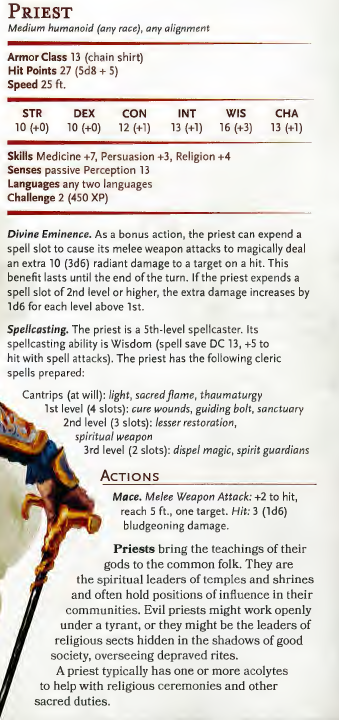 PRIEST
Medium humanoid (any race), any alignment
Armor Class 13 (chain shirt)
Hit Points 27 (5d8 + 5)
Speed 25 ft.
STR DEX CON INT WIS CHA
10 (+0) 10 (+0) 12 (+1) 13 (+1) 16 (+3) 13 (+1)
Skills Medicine +7, Persuasion +3, Religion +4
Senses passive Perception 13
Languages any two languages
Challenge 2 (450 XP)
Divine Eminence. As a bonus action, the priest can expend a
spell slot to cause its melee weapon attacks to magically deal
an extra 10 (3d6) radiant damage to a target on a hit. This
benefit lasts until the end of the turn. If the priest expends a
spell slot of 2nd level or higher, the extra damage increases by
1d6 for each level above 1st.
Spellcasting. The priest is a 5th-level spellcaster. Its
spellcasting ability is Wisdom (spell save DC 13, +5 to
hit with spell attacks). The priest has the following cleric
spells prepared:
Cantrips (at will): light, sacred flame, thaumaturgy
1st level (4 slots): cure wounds, guiding bolt, sanctuary
2nd level (3 slots): lesser restoration,
spiritual weapon
3rd level (2 slots): dispel magic, spirit guardians
ACTIONS
Mace. Melee Weapon Attack: +2 to hit,
reach 5 ft., one target. Hit: 3 (1d6)
bludgeoning damage.
Priests bring the teachings of their
gods to the common folk. They are
the spiritual leaders of temples and shrines
and often hold positions of influence in their
communities. Evil priests might work openly
under a tyrant, or they might be the leaders of
religious sects hidden in the shadows of good
society, overseeing depraved rites.
A priest typically has one or more acolytes
to help with religious ceremonies and other
sacred duties.